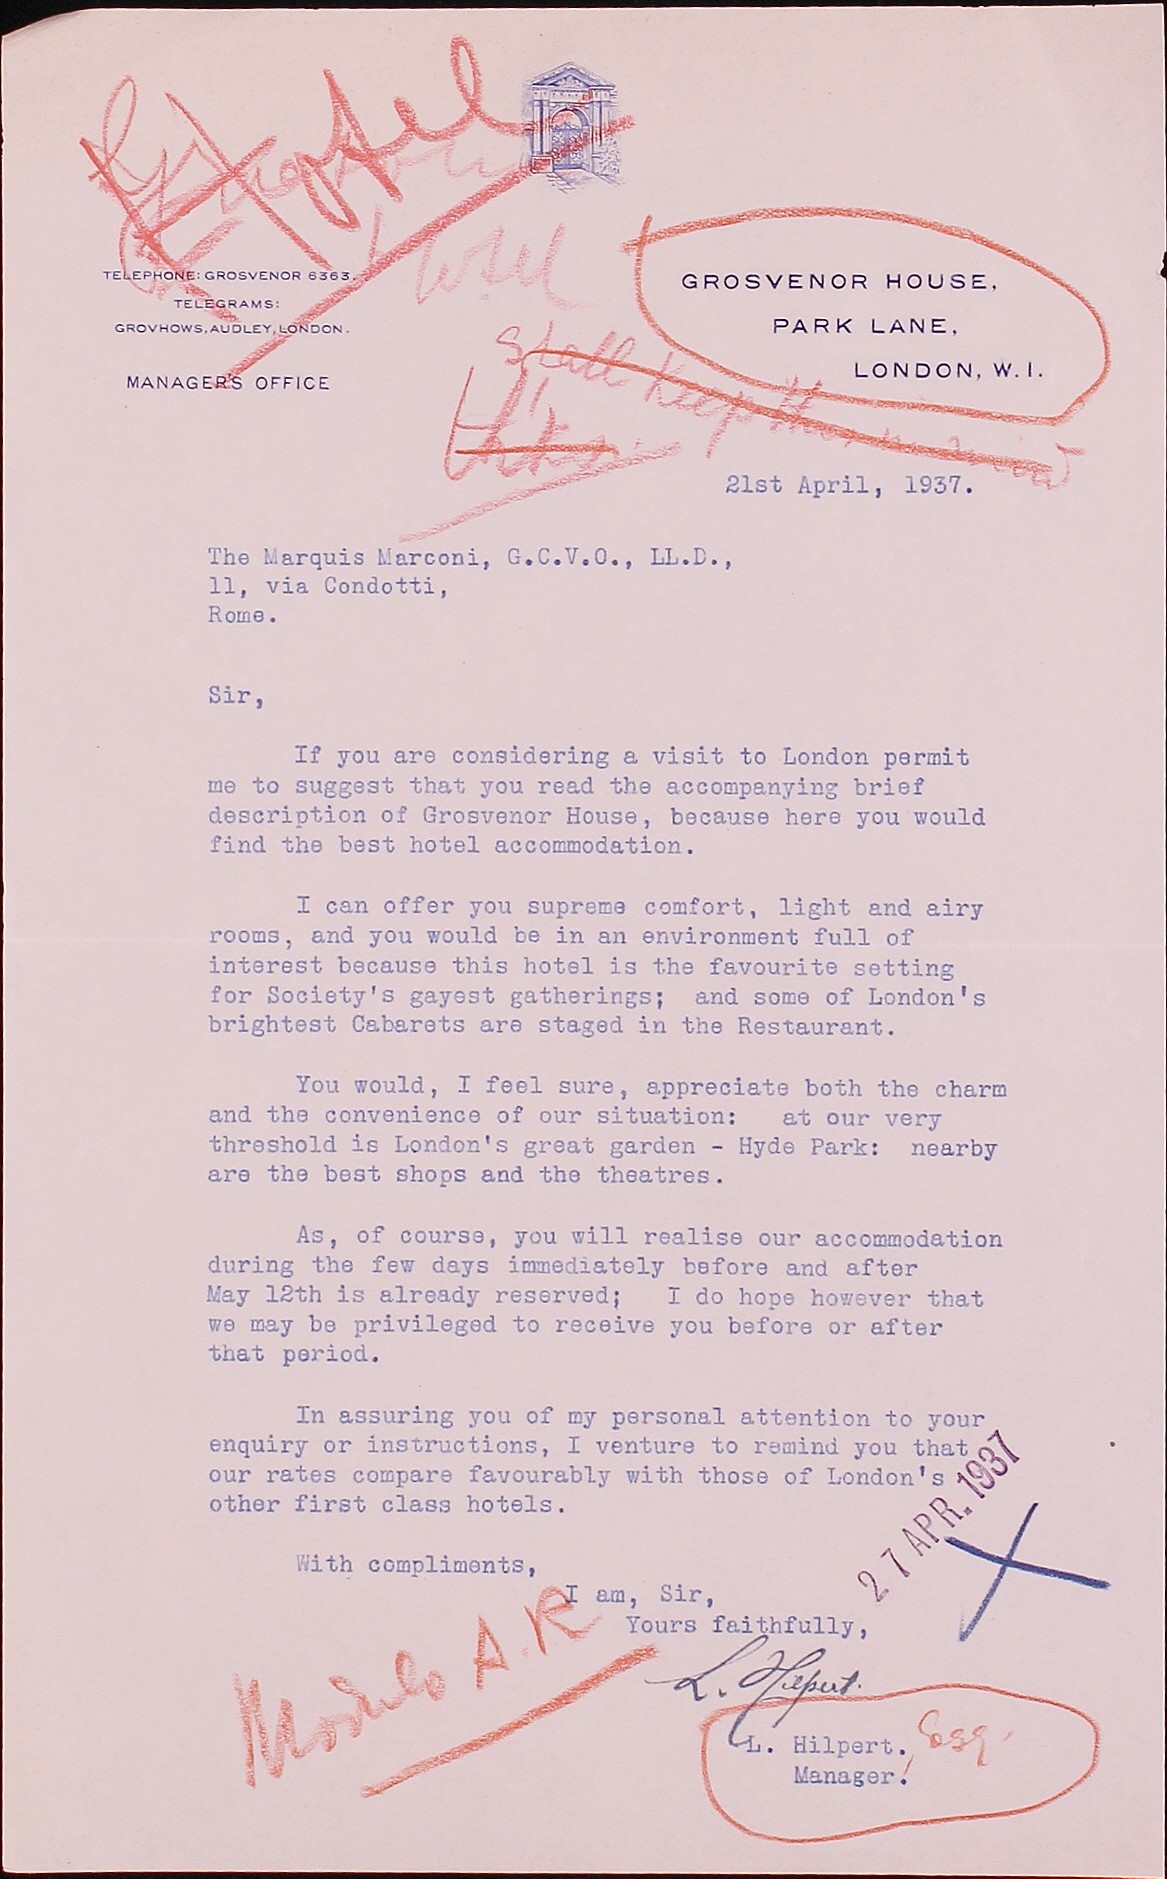 TELEPHONE: GROSVENOR 6363.
TELEGRAMS:
GROVHOWS, AUDLEY, LONDON.
MANAGER'S OFFICE
GROSVENOR HOUSE,
PARK LANE,
LONDON, W.I.
shall keep this in mind
21st April, 1937.
The Marquis Marconi, G.C.V.O., LL.D.,
11, via Condotti,
Rome.
Sir,
If you are considering a visit to London permit
me to suggest that you read the accompanying brief
description of Grosvenor House, because here you would
find the best hotel accommodation.
I can offer you supreme comfort, light and airy
rooms, and you would be in an environment full of
interest because this hotel is the favourite setting
for Society's gayest gatherings; and some of London's
brightest Cabarets are staged in the Restaurant.
You would, I feel sure, appreciate both the charm
and the convenience of our situation: at our very
threshold is London's great garden - Hyde Park: nearby
are the best shops and the theatres.
As, of course, you will realise our accommodation
during the few days immediately before and after
May 12th is already reserved; I do hope however that
we may be privileged to receive you before or after
that period.
In assuring you of my personal attention to your
enquiry or instructions, I venture to remind you that
our rates compare favourably with those of London's
other first class hotels.
27 APR. 1937
With compliments,
I am, Sir,
Yours faithfully,
Modulo A.R
L. Hilpert.
L. Hilpert. Esq.
Manager.